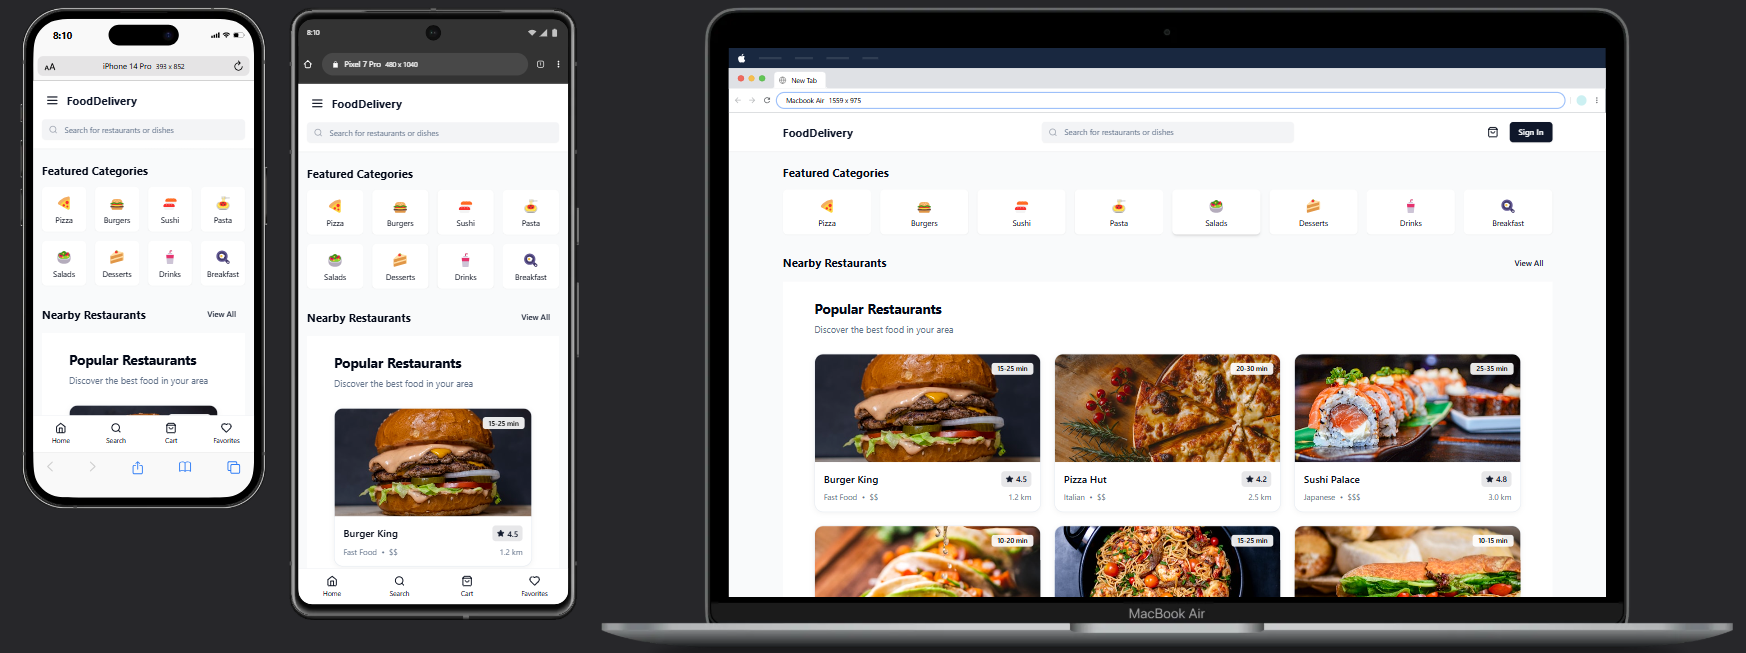 8:10
AA iPhone 14 Pro 393 x 852
FoodDelivery
Search for restaurants or dishes
Featured Categories
Pizza Burgers Sushi Pasta
Salads Desserts Drinks Breakfast
Nearby Restaurants View All
Popular Restaurants
Discover the best food in your area
Home Search Cart Favorites
8:10
Pixel 7 Pro 480 x 1040
FoodDelivery
Search for restaurants or dishes
Featured Categories
Pizza Burgers Sushi Pasta
Salads Desserts Drinks Breakfast
Nearby Restaurants View All
Popular Restaurants
Discover the best food in your area
15-25 min
Burger King ★ 4.5
Fast Food • $$ 1.2 km
Home Search Cart Favorites
New Tab
Macbook Air 1559 x 975
FoodDelivery Search for restaurants or dishes Sign In
Featured Categories
Pizza Burgers Sushi Pasta Salads Desserts Drinks Breakfast
Nearby Restaurants View All
Popular Restaurants
Discover the best food in your area
15-25 min 20-30 min 25-35 min
Burger King ★ 4.5 Pizza Hut ★ 4.2 Sushi Palace ★ 4.8
Fast Food • $$ 1.2 km Italian • $$ 2.5 km Japanese • $$$ 3.0 km
10-20 min 15-25 min 10-15 min
MacBook Air